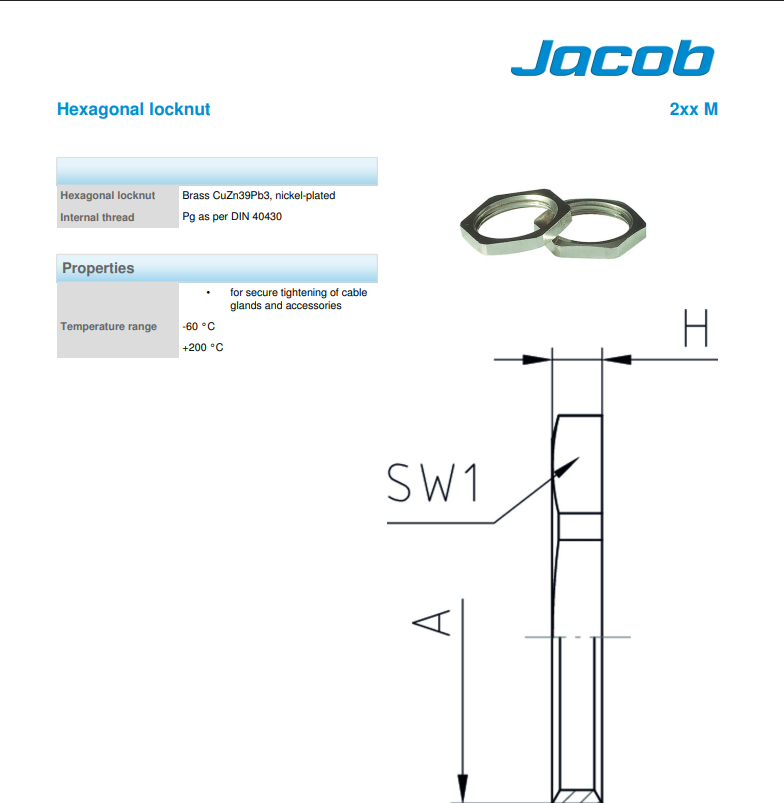 Jacob
Hexagonal locknut 2xx M
Hexagonal locknut Brass CuZn39Pb3, nickel-plated
Internal thread Pg as per DIN 40430
Properties
• for secure tightening of cable
glands and accessories
Temperature range -60 °C
+200 °C
H
SW1
A